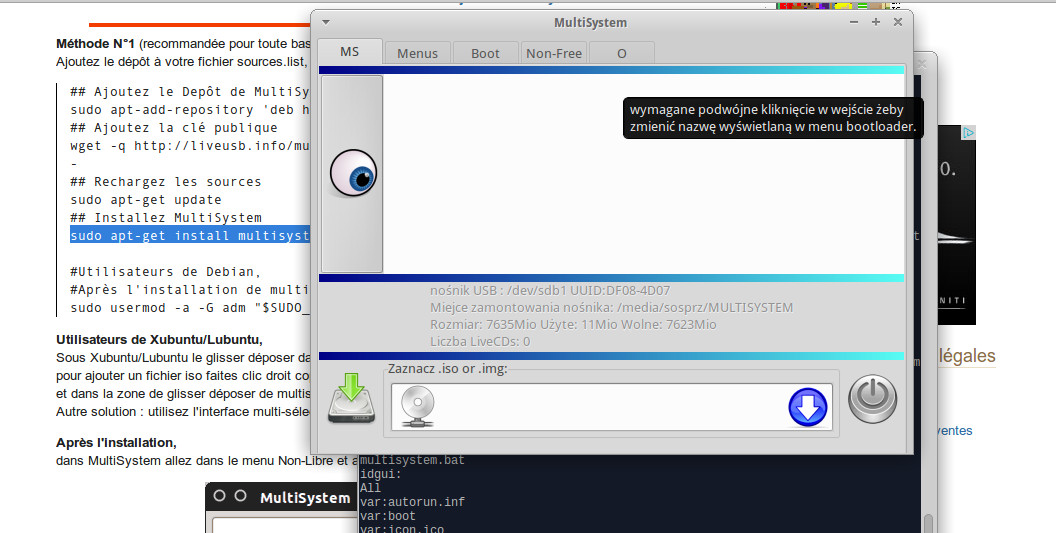 Méthode N°1 (recommandée pour toute bas
Ajoutez le dépôt à votre fichier sources.list,
## Ajoutez le Depôt de MultiSy
sudo apt-add-repository 'deb h
## Ajoutez la clé publique
wget -q http://liveusb.info/mu
-
## Rechargez les sources
sudo apt-get update
## Installez MultiSystem
sudo apt-get install multisyst
#Utilisateurs de Debian,
#Après l'installation de multi
sudo usermod -a -G adm "$SUDO_
Utilisateurs de Xubuntu/Lubuntu,
Sous Xubuntu/Lubuntu le glisser déposer da
pour ajouter un fichier iso faites clic droit co
et dans la zone de glisser déposer de multis
Autre solution : utilisez l'interface multi-séle
Après l'installation,
dans MultiSystem allez dans le menu Non-Libre et a
MultiSystem
MultiSystem
MS
Menus
Boot
Non-Free
O
wymagane podwójne kliknięcie w wejście żeby
zmienić nazwę wyświetlaną w menu bootloader.
nośnik USB : /dev/sdb1 UUID:DF08-4D07
Miejce zamontowania nośnika: /media/sosprz/MULTISYSTEM
Rozmiar: 7635Mio Użyte: 11Mio Wolne: 7623Mio
Liczba LiveCDs: 0
Zaznacz .iso or .img:
multisystem.bat
idgui:
All
var:autorun.inf
var:boot
var:icon.ico
0.
INITI
légales
ventes